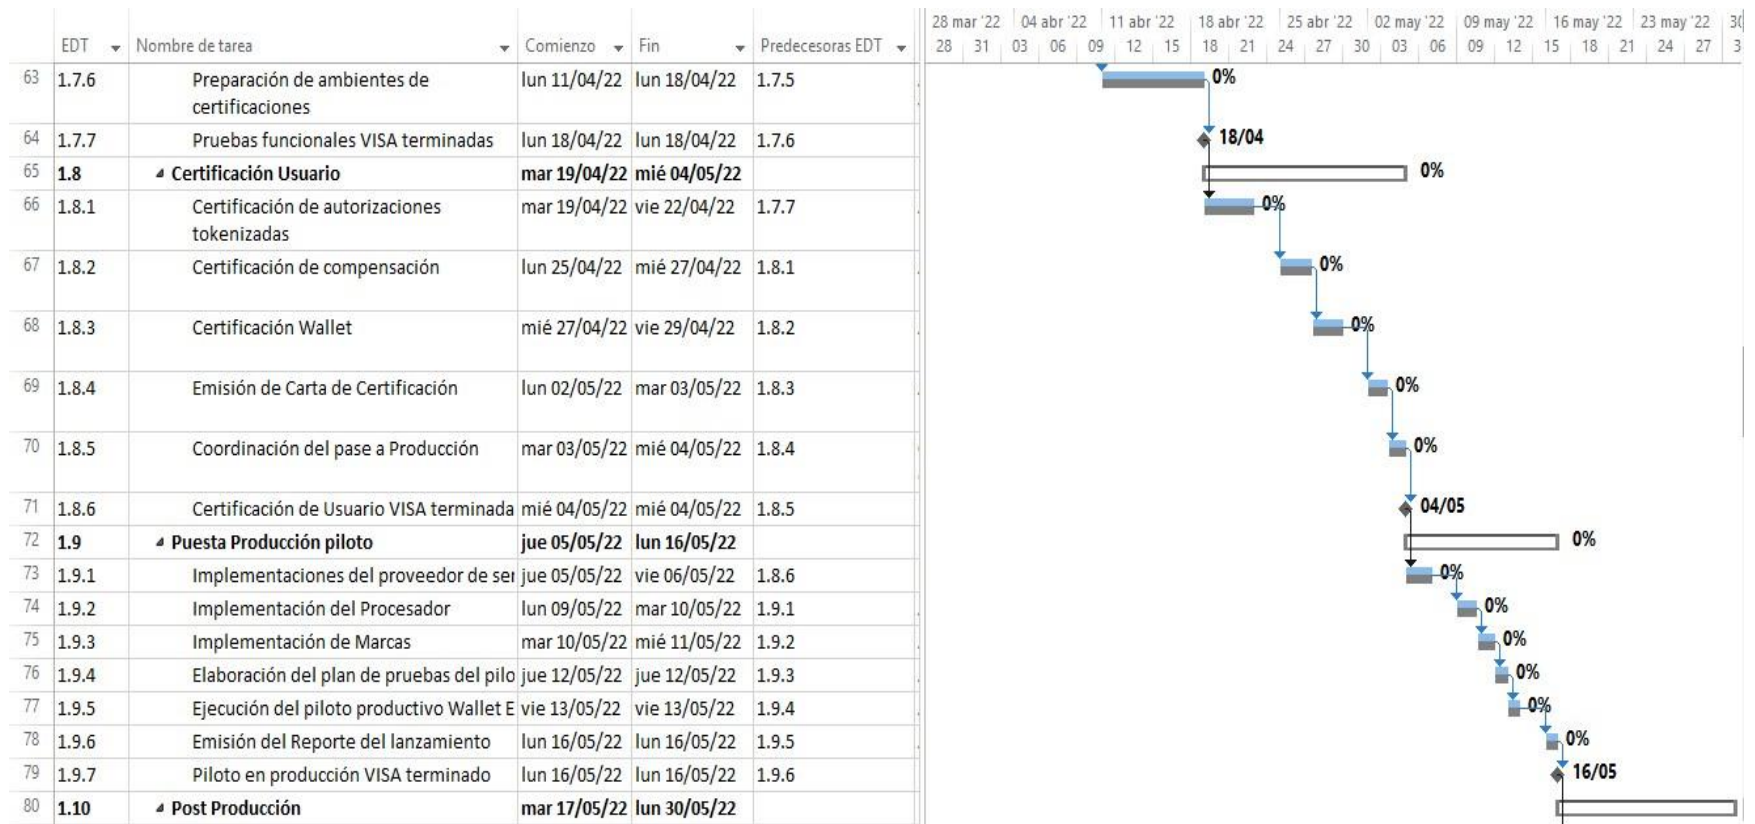 28 mar '22 04 abr '22 11 abr '22 18 abr '22 25 abr '22 02 may '22 09 may '22 16 may '22 23 may '22
EDT Nombre de tarea Comienzo Fin Predecesoras EDT 28 31 03 06 09 12 15 18 21 24 27 30 03 06 09 12 15 18 21 24 27
63 1.7.6 Preparación de ambientes de lun 11/04/22 lun 18/04/22 1.7.5 0%
certificaciones
64 1.7.7 Pruebas funcionales VISA terminadas lun 18/04/22 lun 18/04/22 1.7.6 18/04
65 1.8 Certificación Usuario mar 19/04/22 mié 04/05/22 0%
66 1.8.1 Certificación de autorizaciones mar 19/04/22 vie 22/04/22 1.7.7 0%
tokenizadas
67 1.8.2 Certificación de compensación lun 25/04/22 mié 27/04/22 1.8.1 0%
68 1.8.3 Certificación Wallet mié 27/04/22 vie 29/04/22 1.8.2 0%
69 1.8.4 Emisión de Carta de Certificación lun 02/05/22 mar 03/05/22 1.8.3 0%
70 1.8.5 Coordinación del pase a Producción mar 03/05/22 mié 04/05/22 1.8.4 0%
71 1.8.6 Certificación de Usuario VISA terminada mié 04/05/22 mié 04/05/22 1.8.5 04/05
72 1.9 Puesta Producción piloto jue 05/05/22 lun 16/05/22 0%
73 1.9.1 Implementaciones del proveedor de ser jue 05/05/22 vie 06/05/22 1.8.6 0%
74 1.9.2 Implementación del Procesador lun 09/05/22 mar 10/05/22 1.9.1 0%
75 1.9.3 Implementación de Marcas mar 10/05/22 mié 11/05/22 1.9.2 0%
76 1.9.4 Elaboración del plan de pruebas del pilo jue 12/05/22 jue 12/05/22 1.9.3 0%
77 1.9.5 Ejecución del piloto productivo Wallet E vie 13/05/22 vie 13/05/22 1.9.4 0%
78 1.9.6 Emisión del Reporte del lanzamiento lun 16/05/22 lun 16/05/22 1.9.5 0%
79 1.9.7 Piloto en producción VISA terminado lun 16/05/22 lun 16/05/22 1.9.6 16/05
80 1.10 Post Producción mar 17/05/22 lun 30/05/22